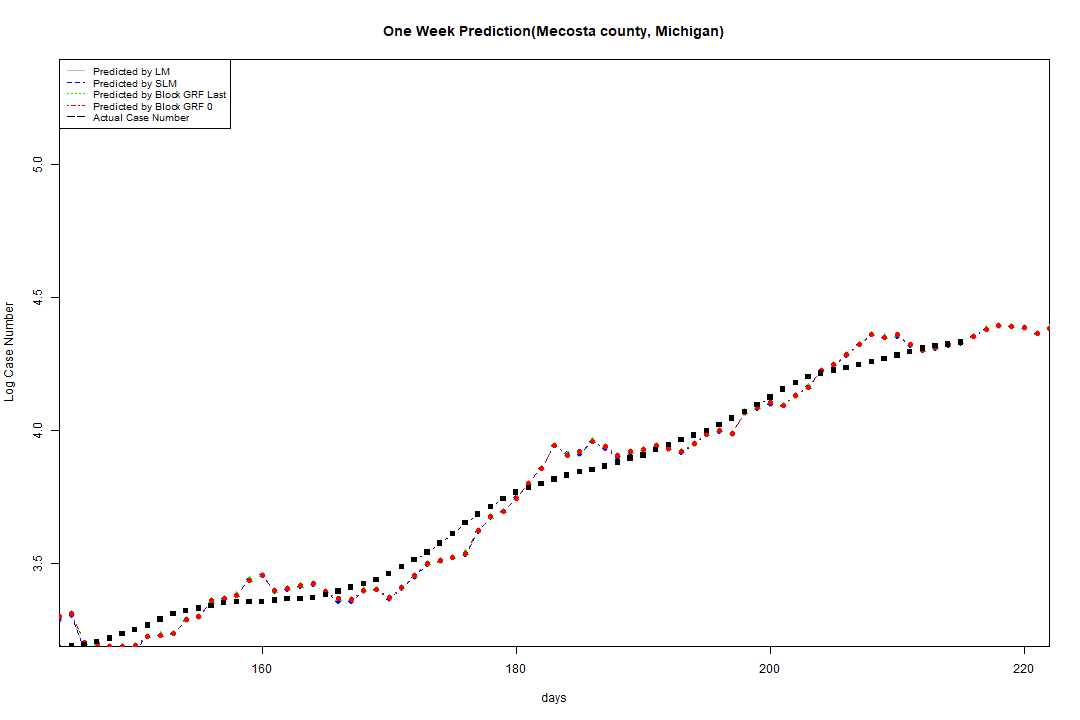 One Week Prediction(Mecosta county, Michigan)
Predicted by LM
Predicted by SLM
Predicted by Block GRF Last
Predicted by Block GRF 0
Actual Case Number
5.0
4.5
4.0
3.5
Log Case Number
160
180
200
220
days